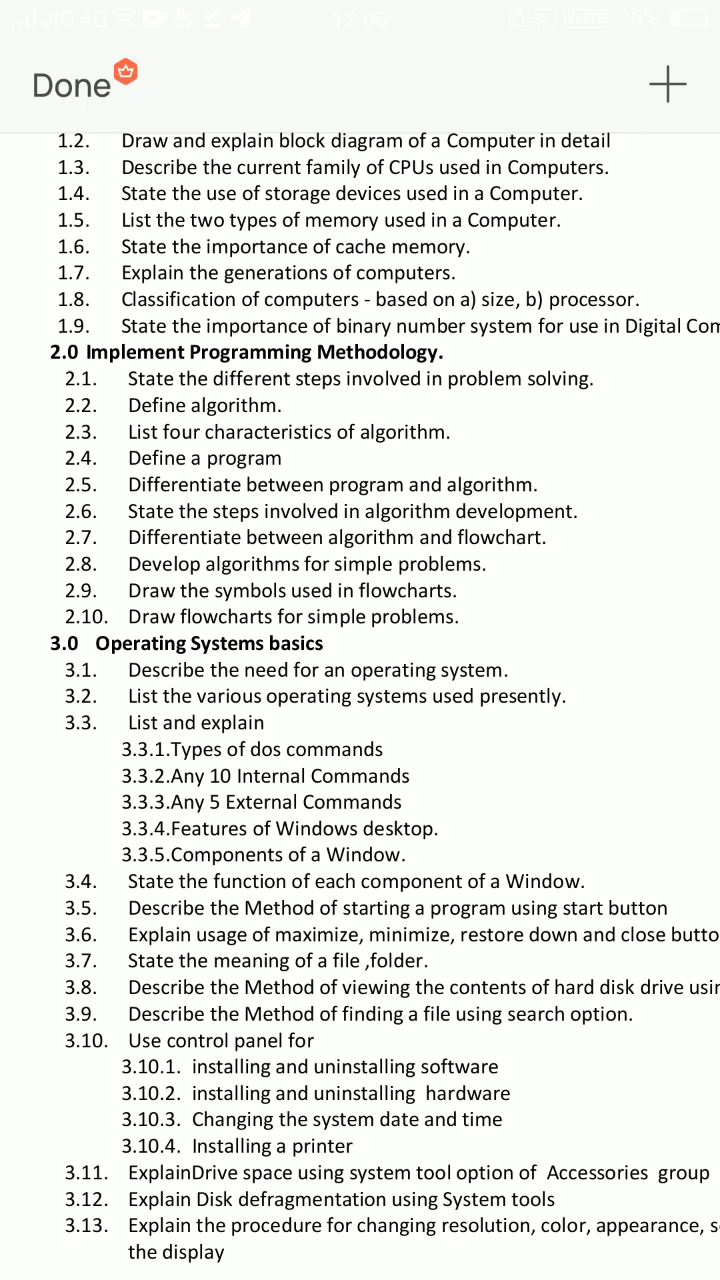 JIO 4G 12.06 VoLTE 26%
Done
1.2. Draw and explain block diagram of a Computer in detail
1.3. Describe the current family of CPUs used in Computers.
1.4. State the use of storage devices used in a Computer.
1.5. List the two types of memory used in a Computer.
1.6. State the importance of cache memory.
1.7. Explain the generations of computers.
1.8. Classification of computers - based on a) size, b) processor.
1.9. State the importance of binary number system for use in Digital Com
2.0 Implement Programming Methodology.
2.1. State the different steps involved in problem solving.
2.2. Define algorithm.
2.3. List four characteristics of algorithm.
2.4. Define a program
2.5. Differentiate between program and algorithm.
2.6. State the steps involved in algorithm development.
2.7. Differentiate between algorithm and flowchart.
2.8. Develop algorithms for simple problems.
2.9. Draw the symbols used in flowcharts.
2.10. Draw flowcharts for simple problems.
3.0 Operating Systems basics
3.1. Describe the need for an operating system.
3.2. List the various operating systems used presently.
3.3. List and explain
3.3.1.Types of dos commands
3.3.2.Any 10 Internal Commands
3.3.3.Any 5 External Commands
3.3.4.Features of Windows desktop.
3.3.5.Components of a Window.
3.4. State the function of each component of a Window.
3.5. Describe the Method of starting a program using start button
3.6. Explain usage of maximize, minimize, restore down and close butto
3.7. State the meaning of a file ,folder.
3.8. Describe the Method of viewing the contents of hard disk drive usin
3.9. Describe the Method of finding a file using search option.
3.10. Use control panel for
3.10.1. installing and uninstalling software
3.10.2. installing and uninstalling hardware
3.10.3. Changing the system date and time
3.10.4. Installing a printer
3.11. ExplainDrive space using system tool option of Accessories group
3.12. Explain Disk defragmentation using System tools
3.13. Explain the procedure for changing resolution, color, appearance,
the display